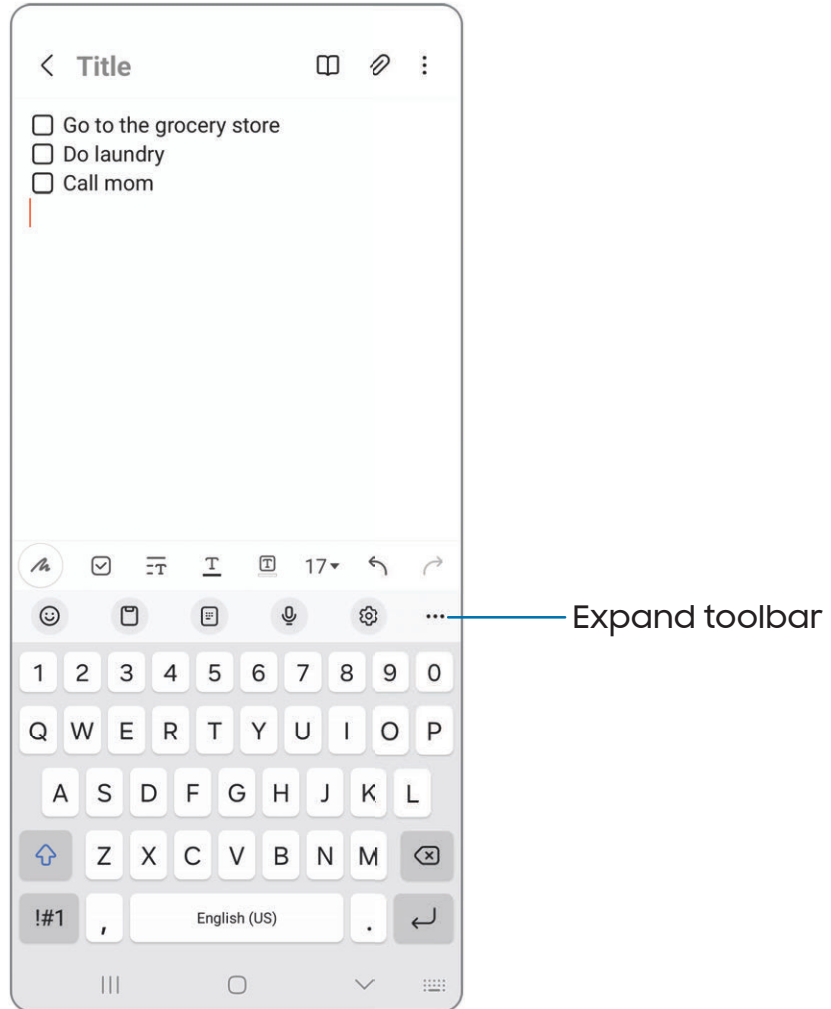 Title
Go to the grocery store
Do laundry
Call mom
T T T 17
Expand toolbar
1 2 3 4 5 6 7 8 9 0
Q W E R T Y U I O P
A S D F G H J K L
Z X C V B N M
!#1 , English (US) .